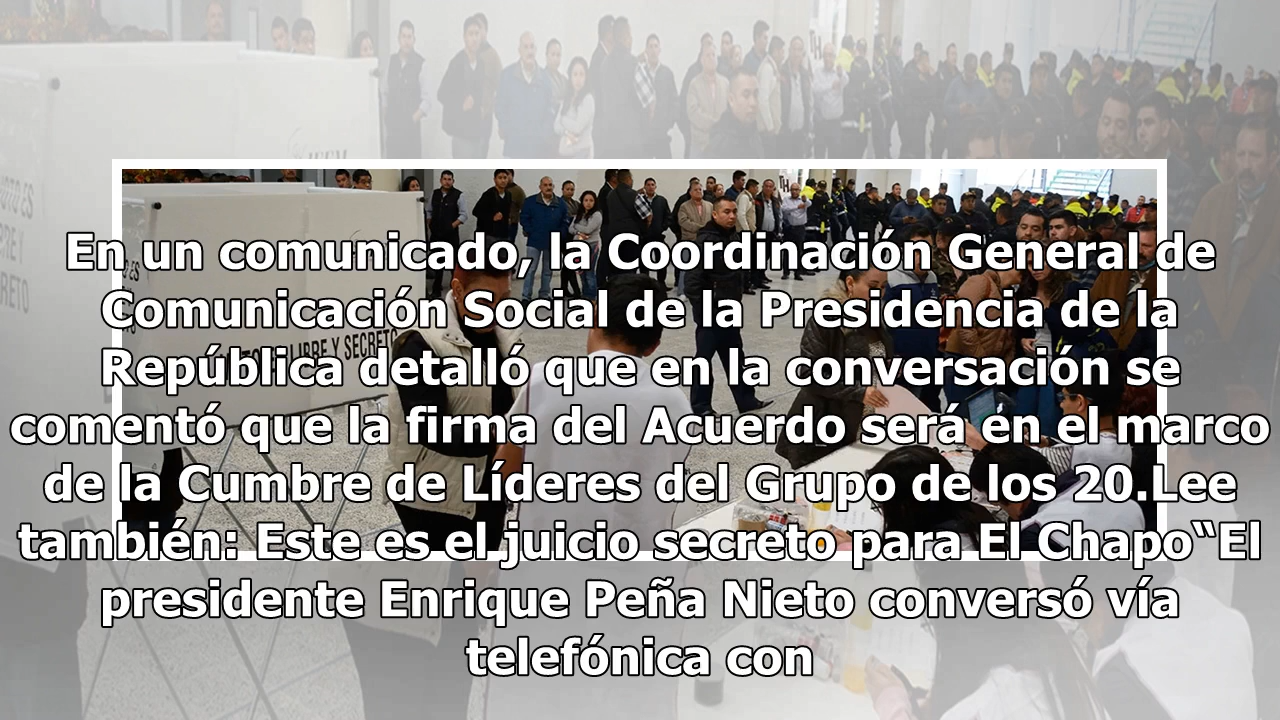 En un comunicado, la Coordinación General de
Comunicación Social de la Presidencia de la
República detalló que en la conversación se
comentó que la firma del Acuerdo será en el marco
de la Cumbre de Líderes del Grupo de los 20.Lee
también: Este es el juicio secreto para El Chapo“El
presidente Enrique Peña Nieto conversó vía
telefónica con
LIBRE Y SECRETO